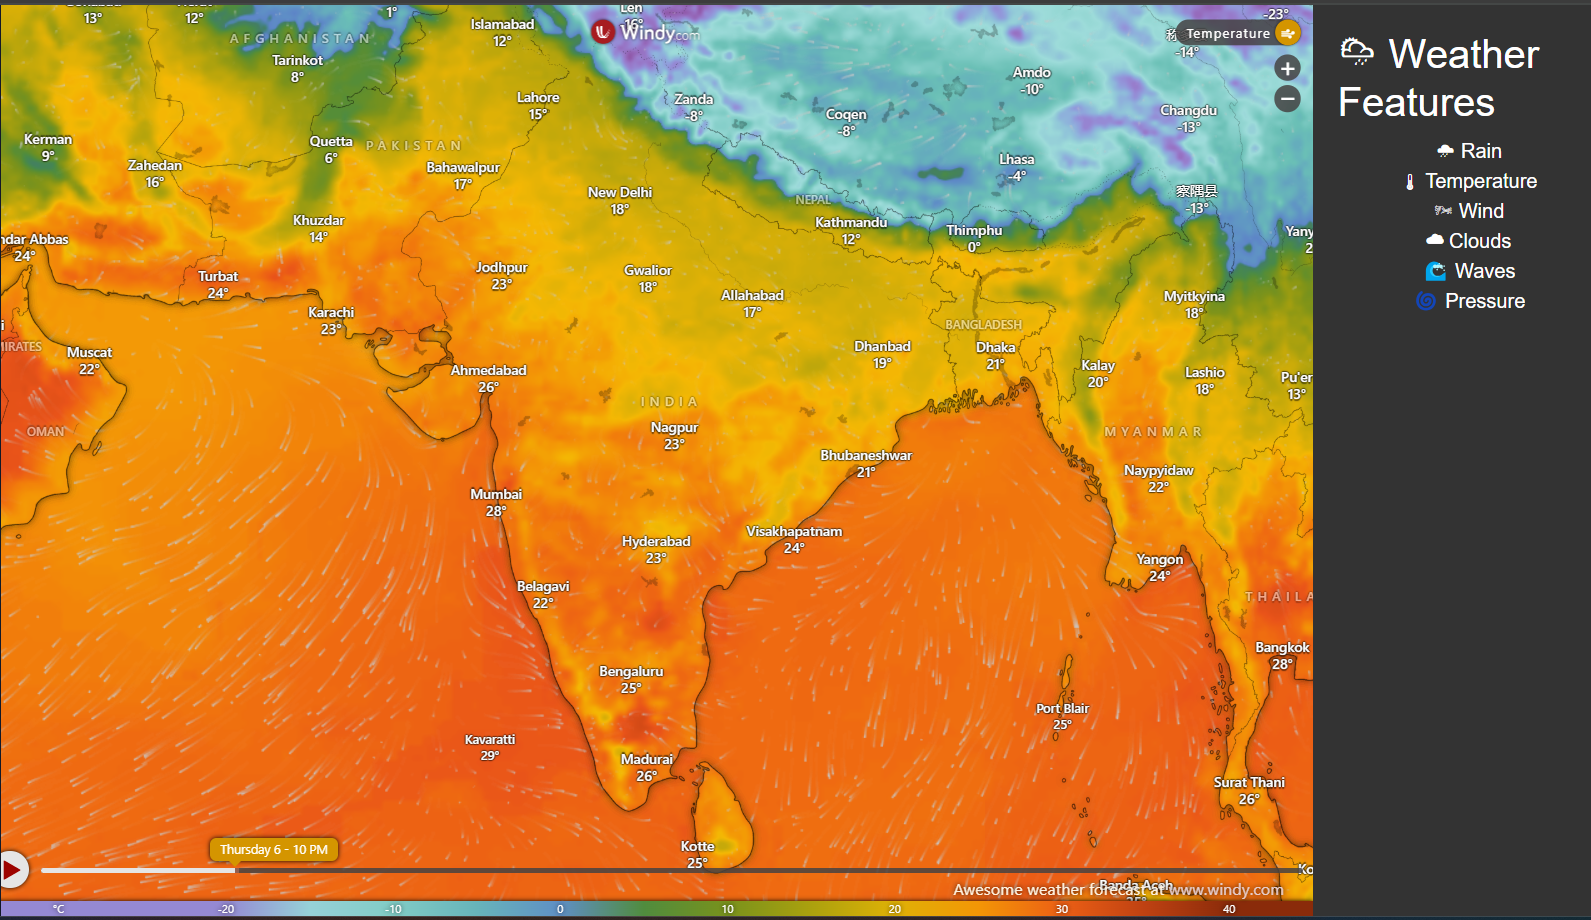 13°
12°
1°
Islamabad
12°
Leh
16°
Windy.com
-23°
Temperature
-14°
AFGHANISTAN
Tarinkot
8°
Amdo
-10°
Lahore
15°
Zanda
-8°
Coqen
-8°
Changdu
-13°
Kerman
9°
Quetta
6°
PAKISTAN
Zahedan
16°
Bahawalpur
17°
Lhasa
-4°
New Delhi
18°
察隅县
-13°
NEPAL
Khuzdar
14°
Kathmandu
12°
Thimphu
0°
Yany
2
ndar Abbas
24°
Turbat
24°
Jodhpur
23°
Gwalior
18°
Allahabad
17°
Myitkyina
18°
Karachi
23°
BANGLADESH
i
MIRATES
Muscat
22°
Dhanbad
19°
Dhaka
21°
Kalay
20°
Lashio
18°
Pu'er
13°
Ahmedabad
26°
INDIA
OMAN
Nagpur
23°
MYANMAR
Bhubaneshwar
21°
Naypyidaw
22°
Mumbai
28°
Visakhapatnam
24°
Hyderabad
23°
Yangon
24°
Belagavi
22°
THAILA
Bangkok
28°
Bengaluru
25°
Port Blair
25°
Kavaratti
29°
Madurai
26°
Surat Thani
26°
Kotte
25°
Thursday 6 - 10 PM
Ko
Banda Aceh
Awesome weather forecast at www.windy.com
°C -20 -10 0 10 20 30 40
Weather
Features
Rain
Temperature
Wind
Clouds
Waves
Pressure